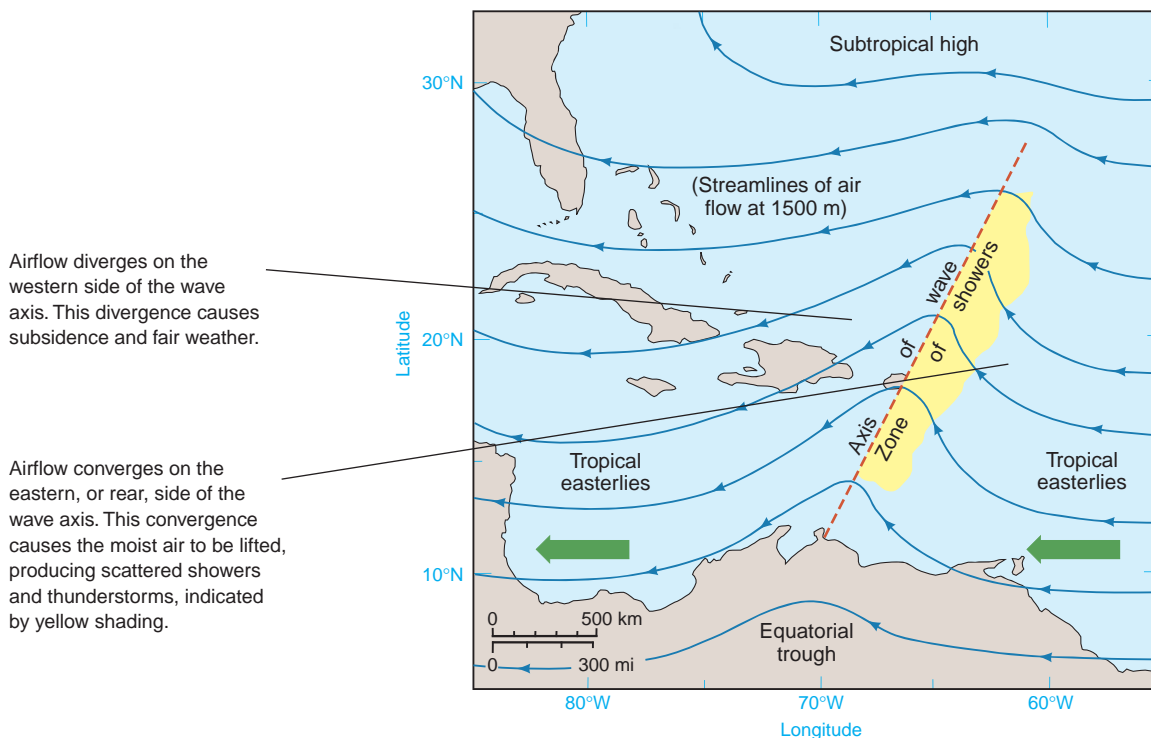 Subtropical high
30°N
(Streamlines of air
flow at 1500 m)
Airflow diverges on the
western side of the wave
axis. This divergence causes
subsidence and fair weather.
Latitude
20°N
Axis of wave
Zone of showers
Airflow converges on the
eastern, or rear, side of the
wave axis. This convergence
causes the moist air to be lifted,
producing scattered showers
and thunderstorms, indicated
by yellow shading.
Tropical
easterlies
Tropical
easterlies
10°N
0 500 km
0 300 mi
Equatorial
trough
80°W 70°W 60°W
Longitude